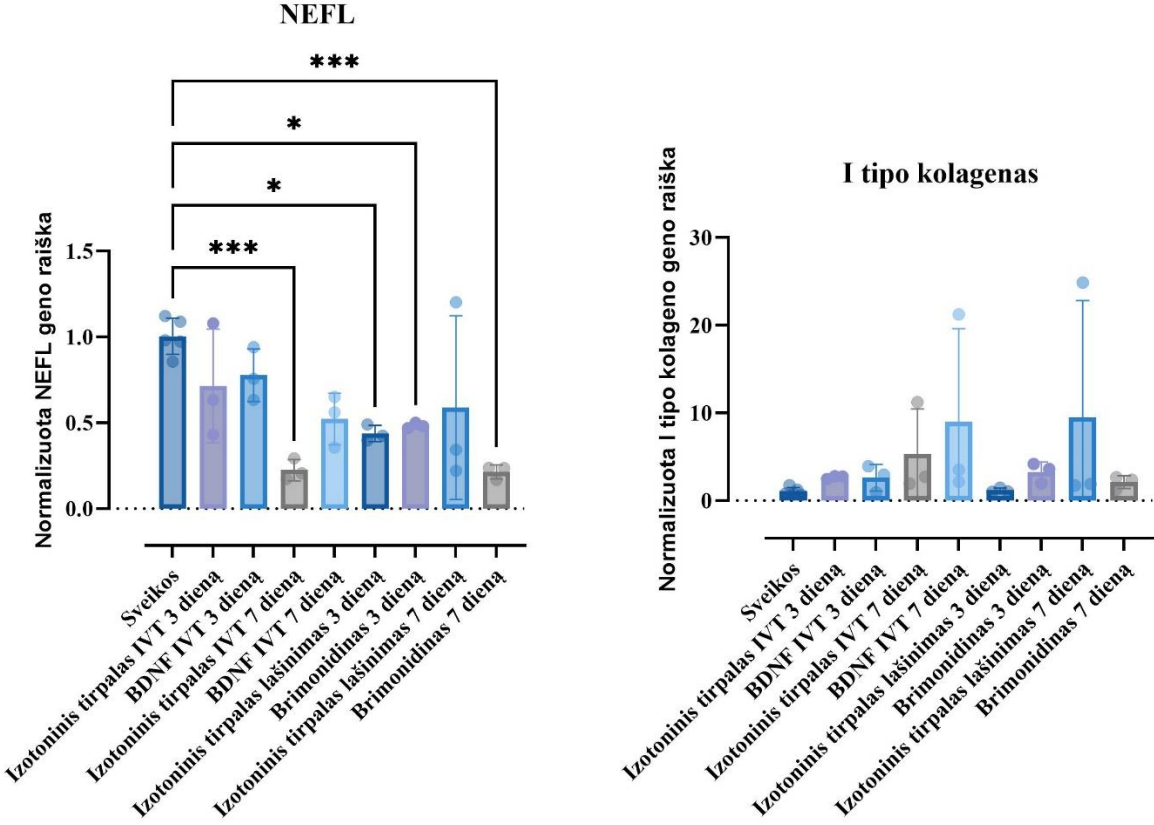 NEFL
***
*
*
***
Normalizuota NEFL geno raiška
1.5
1.0
0.5
0.0
Sveikos
Izotoninis tirpalas IVT 3 dieną
BDNF IVT 3 dieną
Izotoninis tirpalas IVT 7 dieną
BDNF IVT 7 dieną
Izotoninis tirpalas lašinimas 3 dieną
Brimonidinas 3 dieną
Izotoninis tirpalas lašinimas 7 dieną
Brimonidinas 7 dieną
I tipo kolagenas
Normalizuota I tipo kolageno geno raiška
30
20
10
0
Sveikos
Izotoninis tirpalas IVT 3 dieną
BDNF IVT 3 dieną
Izotoninis tirpalas IVT 7 dieną
BDNF IVT 7 dieną
Izotoninis tirpalas lašinimas 3 dieną
Brimonidinas 3 dieną
Izotoninis tirpalas lašinimas 7 dieną
Brimonidinas 7 dieną